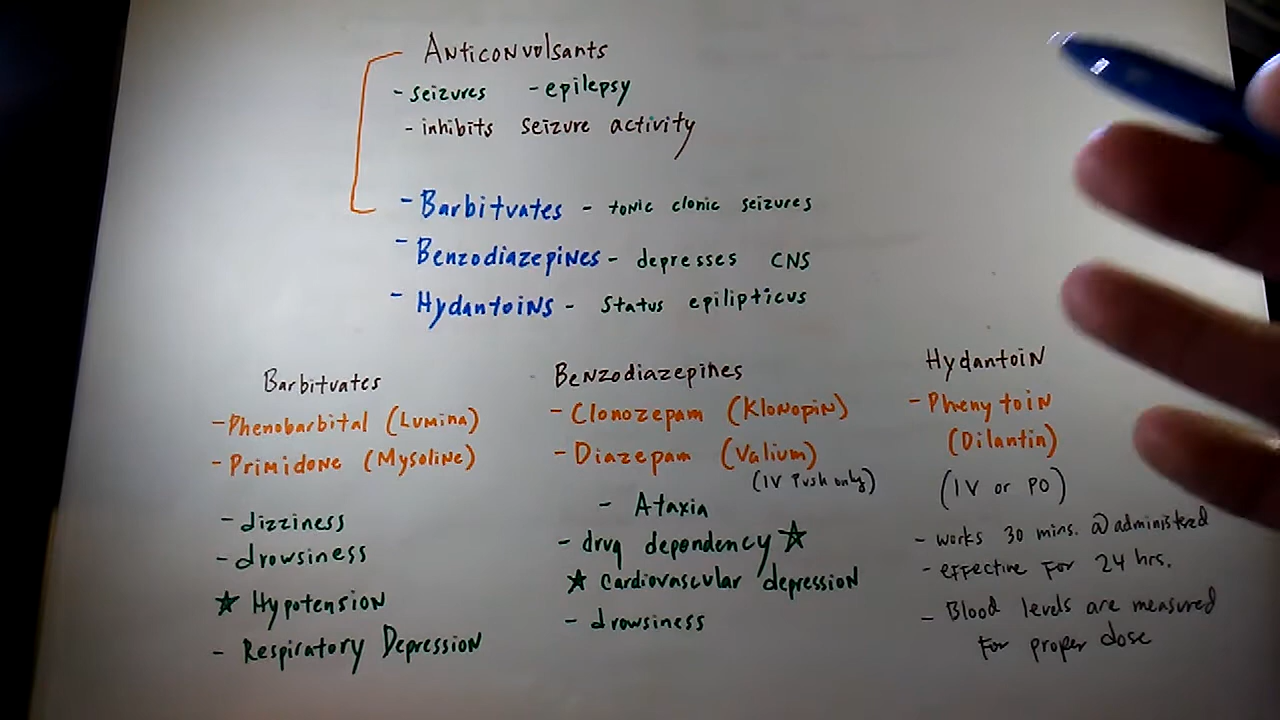 Anticonvulsants
- seizures - epilepsy
- inhibits seizure activity
- Barbituates - tonic clonic seizures
- Benzodiazepines - depresses CNS
- Hydantoins - Status epilipticus
Barbituates
- Phenobarbital (Lumina)
- Primidone (Mysoline)
- dizziness
- drowsiness
★ Hypotension
- Respiratory Depression
Benzodiazepines
- Clonozepam (Klonopin)
- Diazepam (Valium)
(IV Push only)
- Ataxia
- drug dependency ★
★ cardiovascular depression
- drowsiness
Hydantoin
- Phenytoin
(Dilantin)
(IV or PO)
- works 30 mins. @ administered
- effective for 24 hrs.
- Blood levels are measured
for proper dose